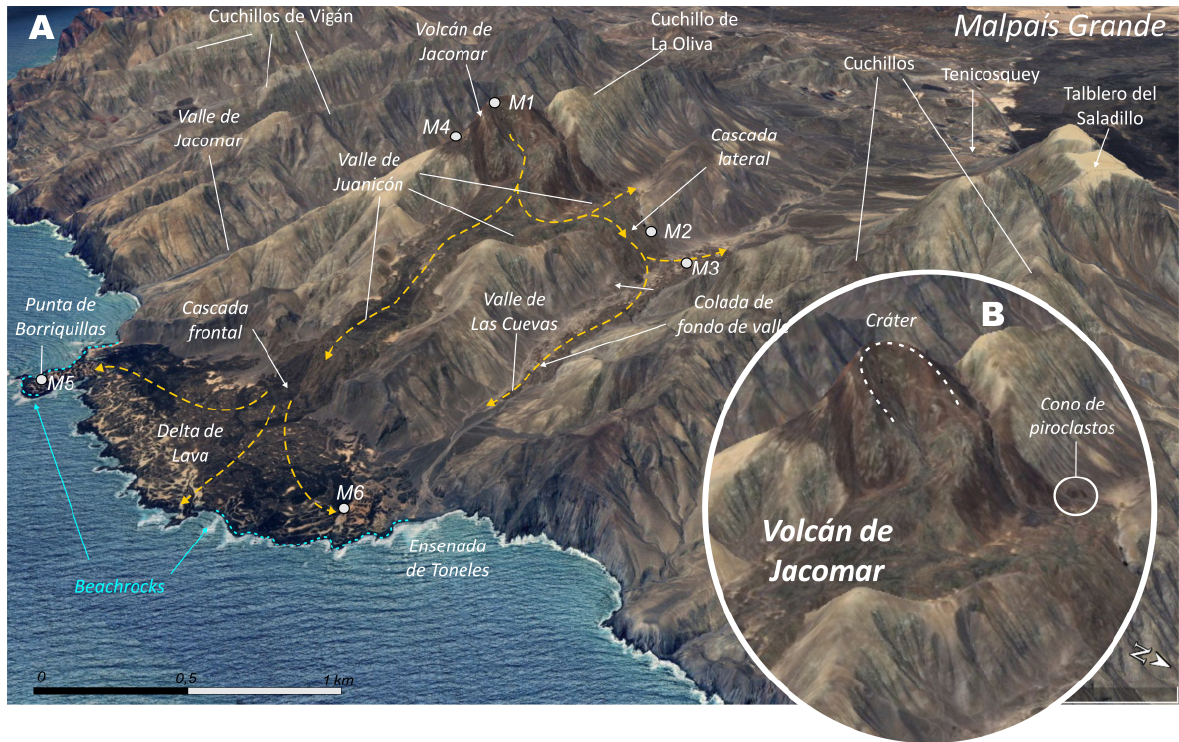 A
Cuchillos de Vigán
Volcán de
Jacomar
Cuchillo de
La Oliva
Malpaís Grande
Cuchillos
Tenicosquey
Talblero del
Saladillo
M1
M4
Valle de
Jacomar
Valle de
Juanicón
Cascada
lateral
M2
M3
Punta de
Borriquillas
Cascada
frontal
Valle de
Las Cuevas
Colada de
fondo de valle
M5
Delta de
Lava
M6
Beachrocks
Ensenada
de Toneles
0
0,5
1 km
B
Cráter
Cono de
piroclastos
Volcán de
Jacomar
N